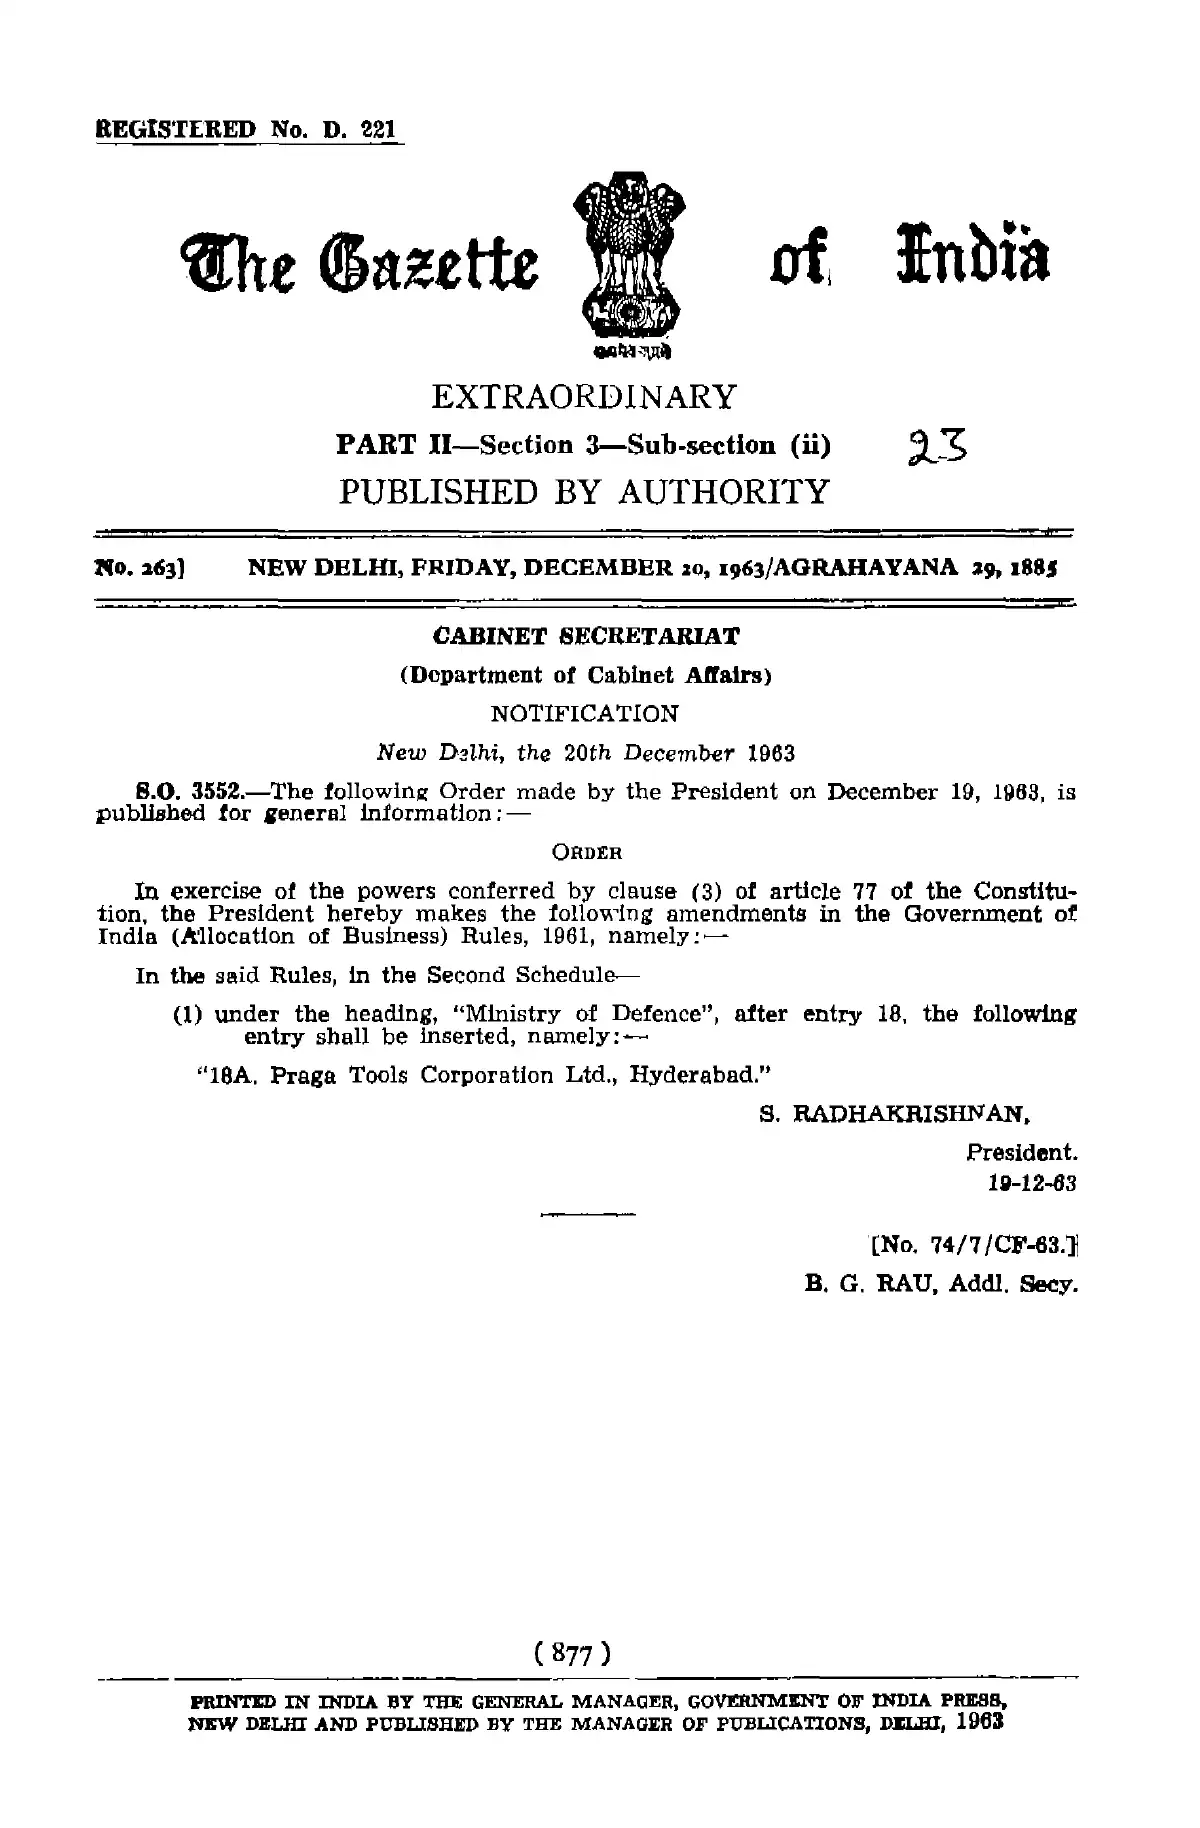 REGISTERED No. D. 221
The Gazette of India
EXTRAORDINARY
PART II—Section 3—Sub-section (ii)
23
PUBLISHED BY AUTHORITY
No. 263] NEW DELHI, FRIDAY, DECEMBER 20, 1963/AGRAHAYANA 29, 1885
CABINET SECRETARIAT
(Department of Cabinet Affairs)
NOTIFICATION
New Delhi, the 20th December 1963
S.O. 3552.—The following Order made by the President on December 19, 1963, is
published for general information:—
ORDER
In exercise of the powers conferred by clause (3) of article 77 of the Constitu-
tion, the President hereby makes the following amendments in the Government of
India (Allocation of Business) Rules, 1961, namely:—
In the said Rules, in the Second Schedule—
(1) under the heading, "Ministry of Defence", after entry 18, the following
entry shall be inserted, namely:—
"18A. Praga Tools Corporation Ltd., Hyderabad."
S. RADHAKRISHNAN,
President.
19-12-63
[No. 74/7/CF-63.]
B. G. RAU, Addl. Secy.
(877)
PRINTED IN INDIA BY THE GENERAL MANAGER, GOVERNMENT OF INDIA PRESS,
NEW DELHI AND PUBLISHED BY THE MANAGER OF PUBLICATIONS, DELHI, 1963